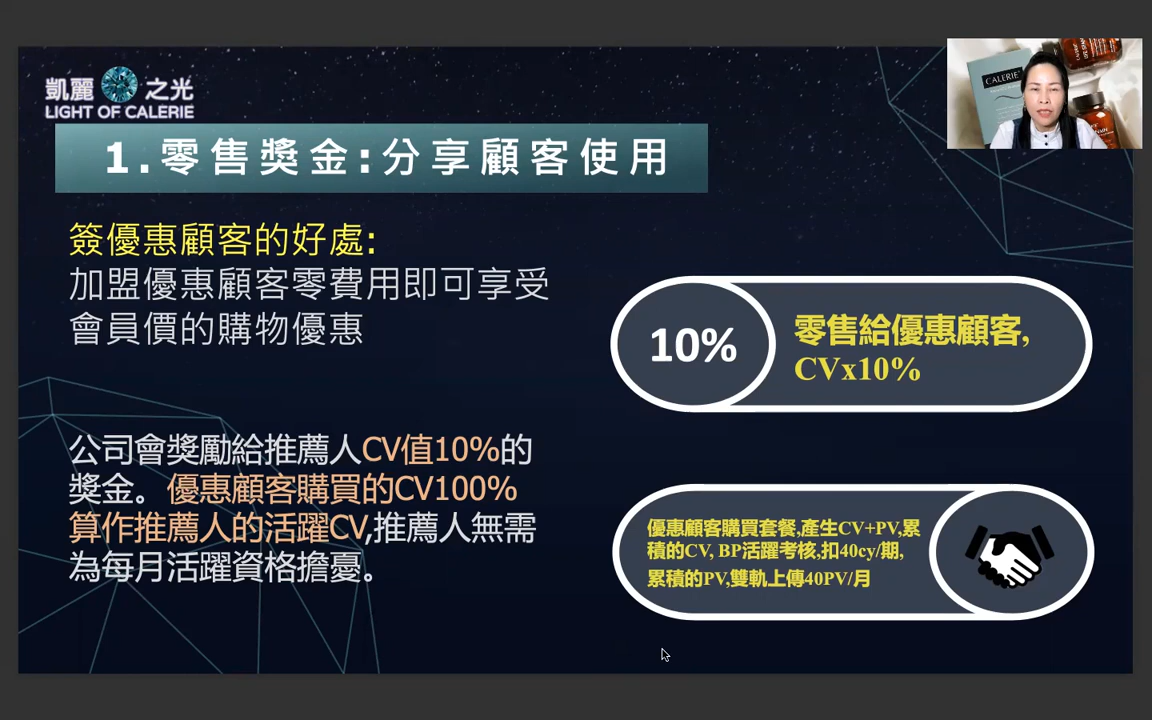 凱麗之光
LIGHT OF CALERIE
CALERIE
1.零售獎金:分享顧客使用
簽優惠顧客的好處:
加盟優惠顧客零費用即可享受
會員價的購物優惠
10%
零售給優惠顧客,
CVx10%
公司會獎勵給推薦人CV值10%的
獎金。優惠顧客購買的CV100%
算作推薦人的活躍CV,推薦人無需
為每月活躍資格擔憂。
優惠顧客購買套餐,產生CV+PV,累
積的CV, BP活躍考核,扣40cy/期,
累積的PV,雙軌上傳40PV/月